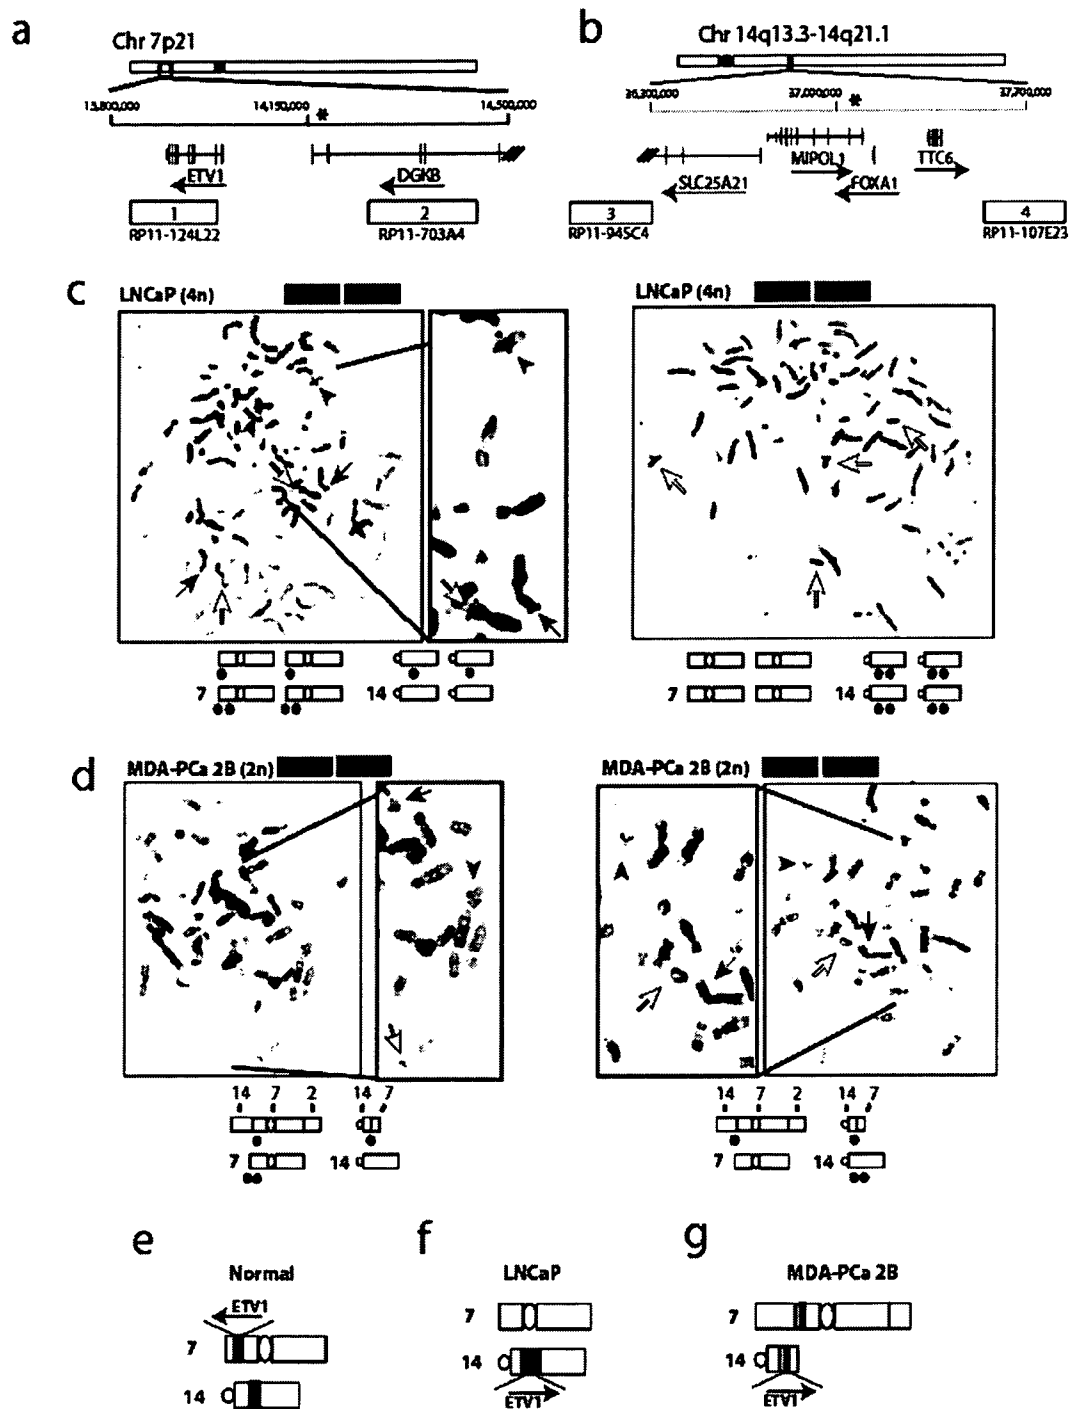 a
Chr 7p21
13,800,000 14,150,000 14,500,000
*
ETV1 DGKB
1 2
RP11-124L22 RP11-703A4
b
Chr 14q13.3-14q21.1
36,300,000 37,000,000 37,700,000
*
MIPOL1 TTC6
SLC25A21 FOXA1
3 4
RP11-945C4 RP11-107E23
c
LNCaP (4n) LNCaP (4n)
7 14 7 14
d
MDA-PCa 2B (2n) MDA-PCa 2B (2n)
14 7 2 14 7 14 7 2 14 7
7 14 7 14
e
Normal
ETV1
7
14
f
LNCaP
7
14
ETV1
g
MDA-PCa 2B
7
14
ETV1